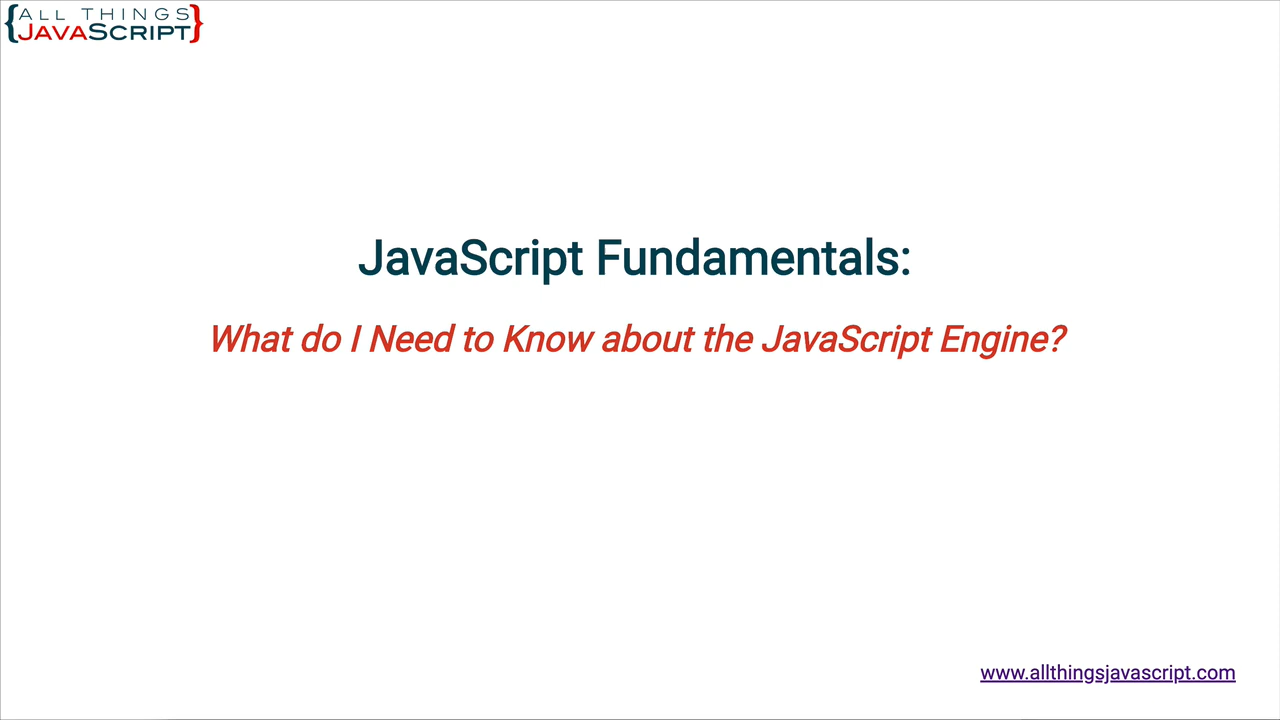 {ALL THINGS
JAVASCRIPT}
JavaScript Fundamentals:
What do I Need to Know about the JavaScript Engine?
www.allthingsjavascript.com